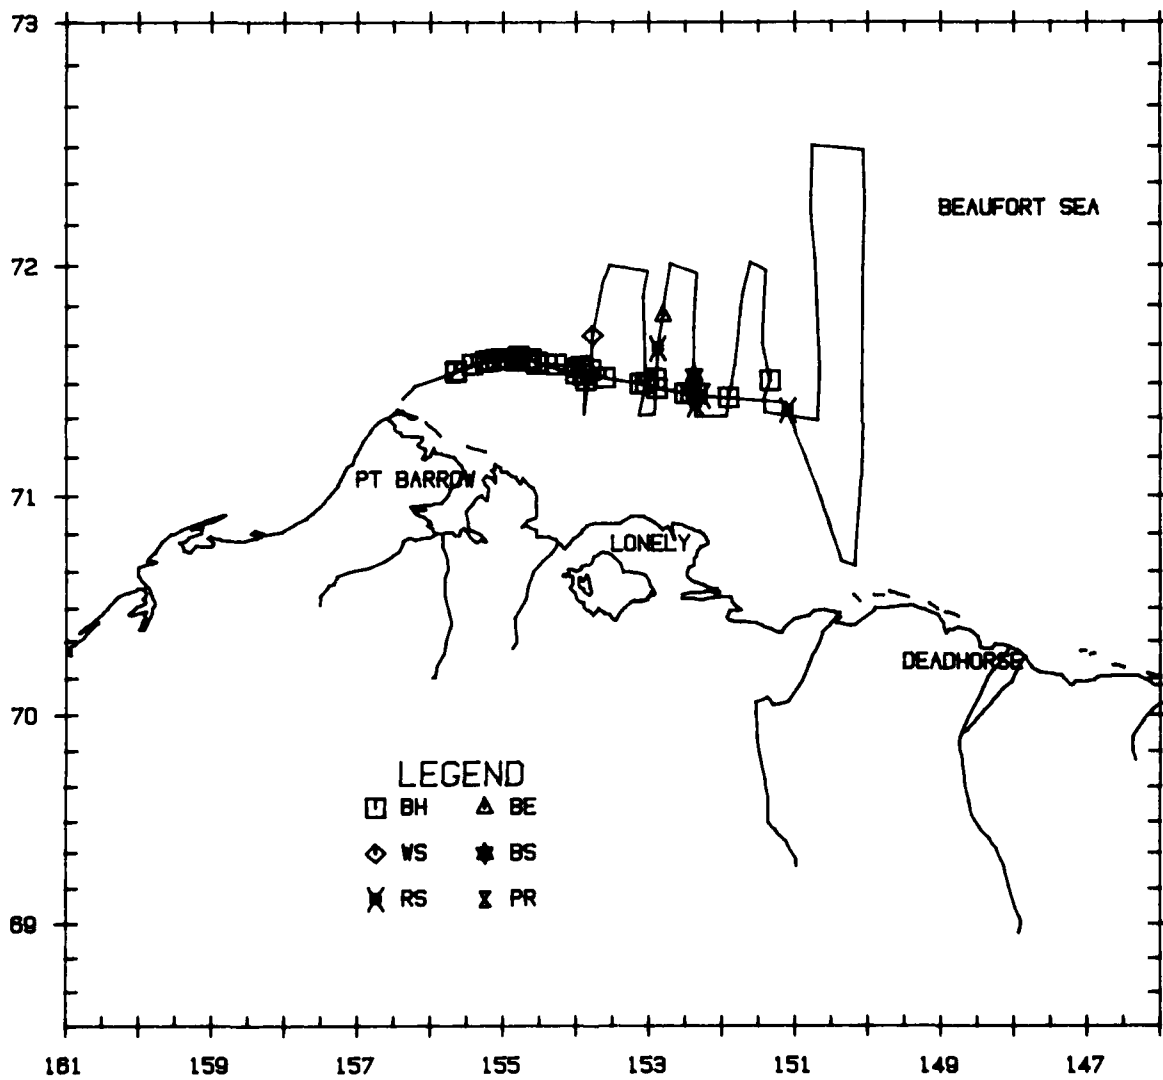 73
BEAUFORT SEA
72
PT BARROW
71
LONELY
DEADHORSE
70
LEGEND
BH BE
WS BS
RS PR
69
161 159 157 155 153 151 149 147